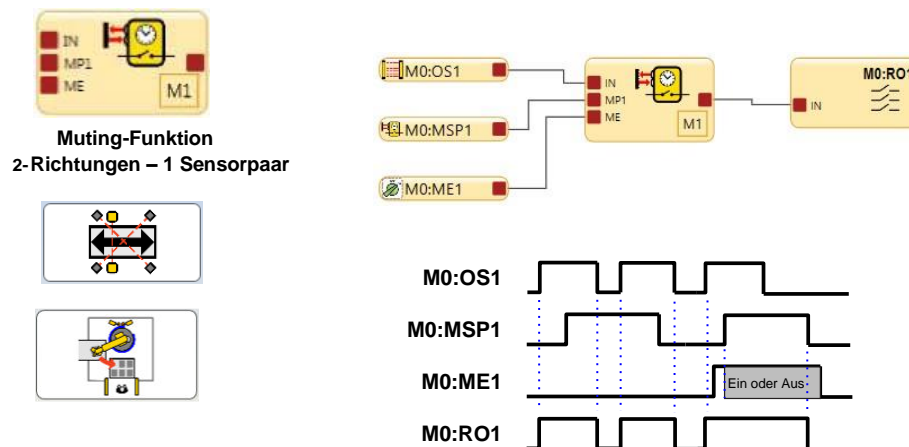 IN
MP1
ME
M1
Muting-Funktion
2-Richtungen – 1 Sensorpaar
M0:OS1
M0:MSP1
M0:ME1
IN
MP1
ME
M1
M0:RO1
IN
M0:OS1
M0:MSP1
M0:ME1
Ein oder Aus
M0:RO1